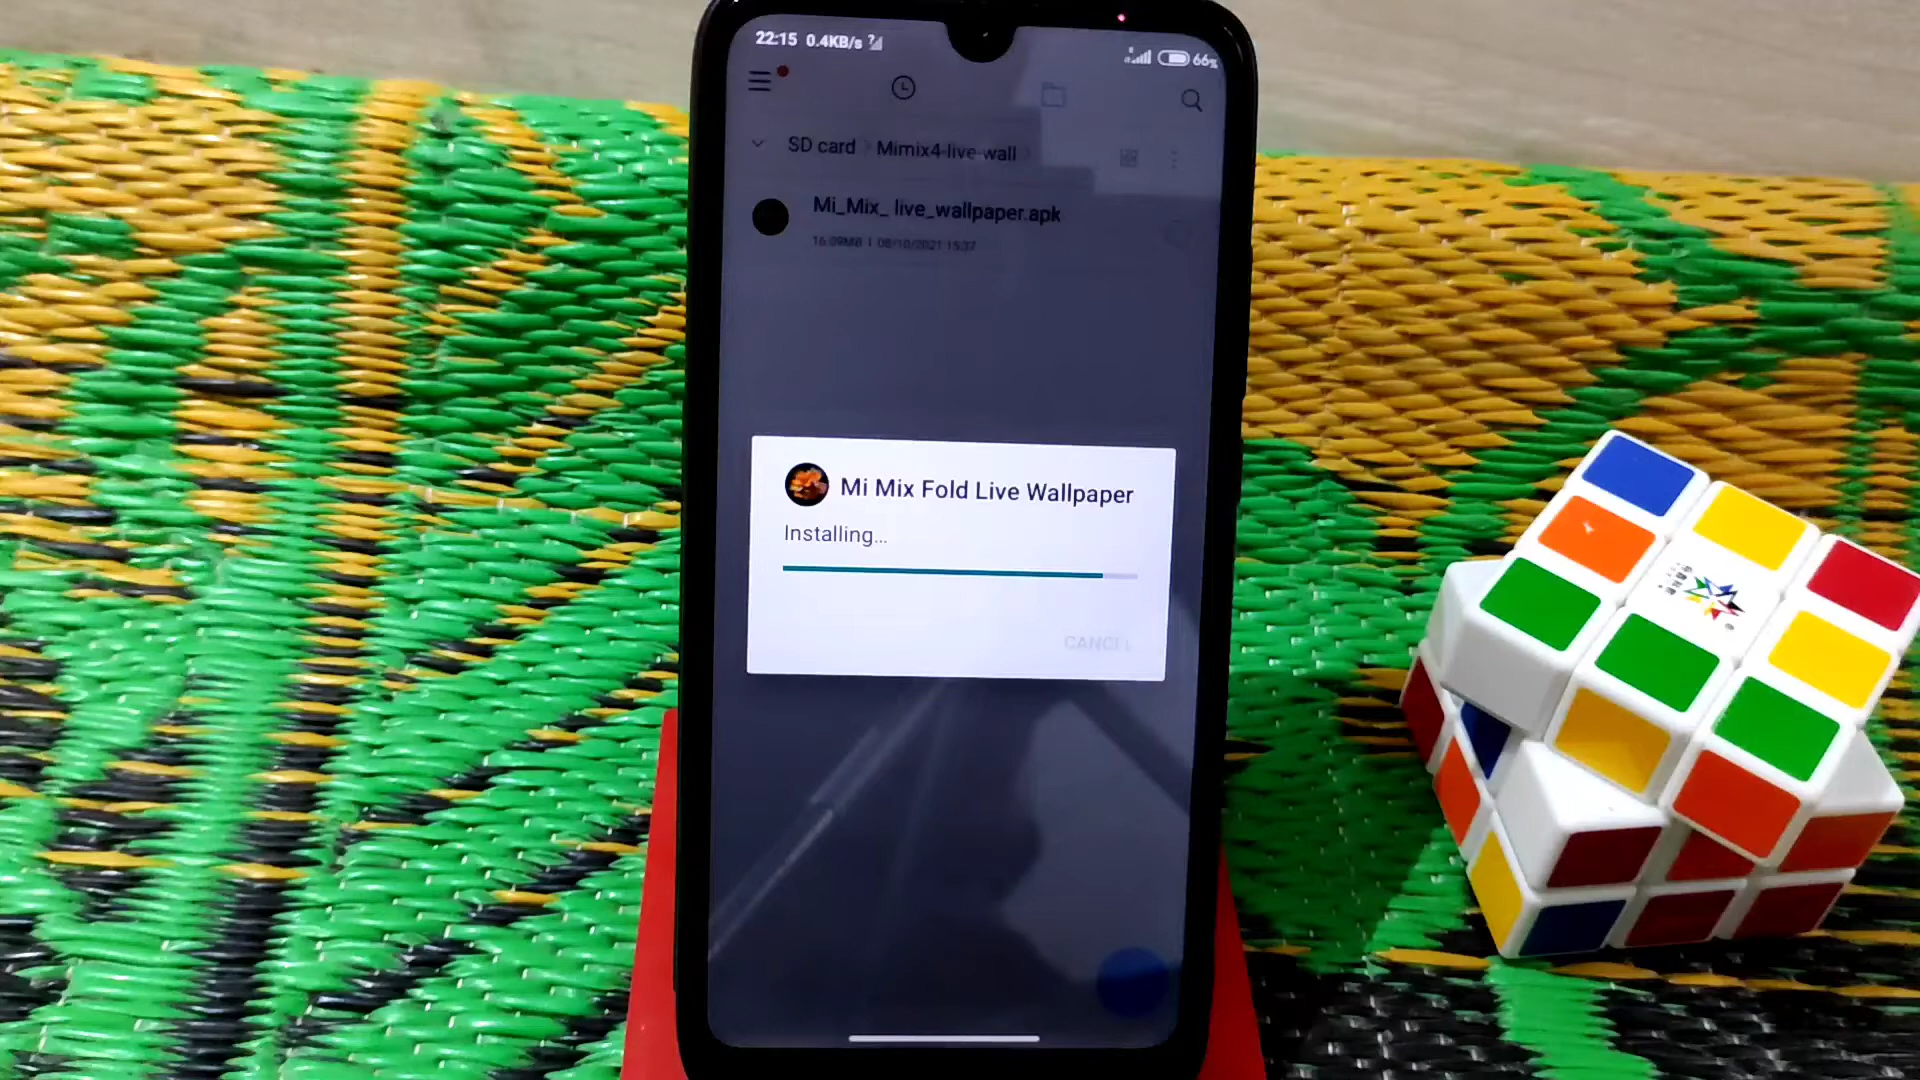 22:15 0.4KB/s
66%
SD card Mimix4-live-wall
Mi_Mix_ live_wallpaper.apk
16.09MB | 08/10/2021 15:37
Mi Mix Fold Live Wallpaper
Installing...
CANCEL